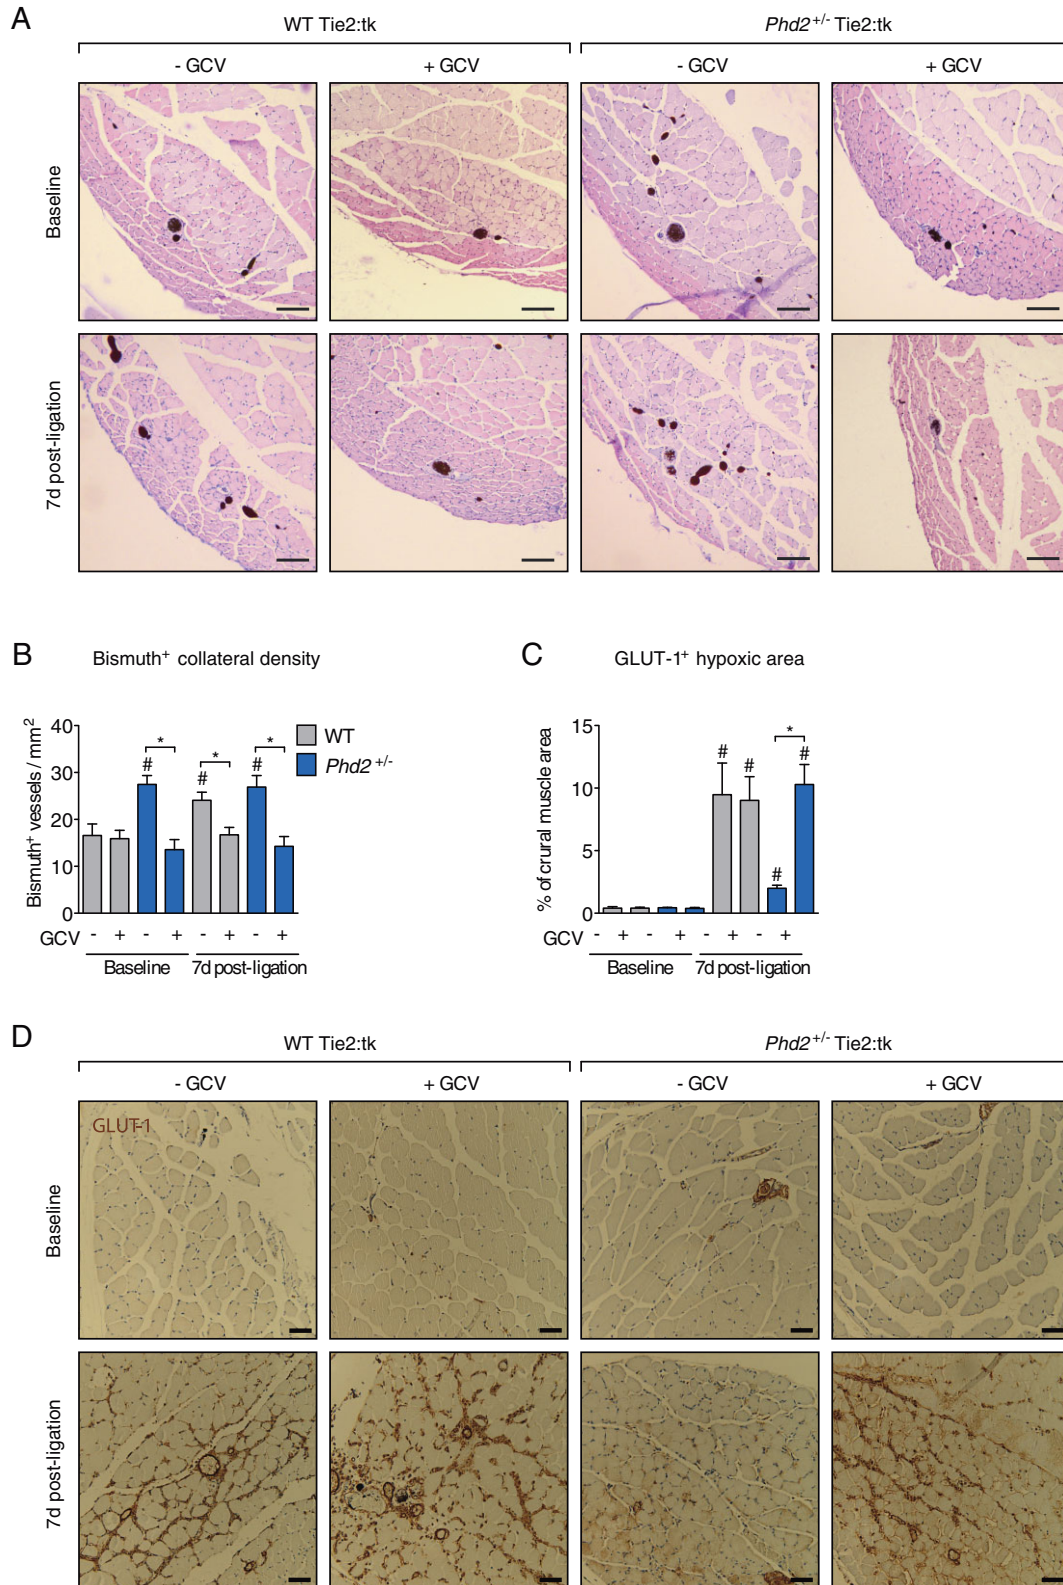 A
WT Tie2:tk
Phd2+/- Tie2:tk
- GCV
+ GCV
- GCV
+ GCV
Baseline
7d post-ligation
B
Bismuth+ collateral density
Bismuth+ vessels / mm2
40
30
20
10
0
#
*
#
*
#
*
WT
Phd2 +/-
GCV - + - + - + - +
Baseline
7d post-ligation
C
GLUT-1+ hypoxic area
% of crural muscle area
15
10
5
0
#
#
#
*
#
GCV - + - + - + - +
Baseline
7d post-ligation
D
WT Tie2:tk
Phd2+/- Tie2:tk
- GCV
+ GCV
- GCV
+ GCV
GLUT-1
Baseline
7d post-ligation